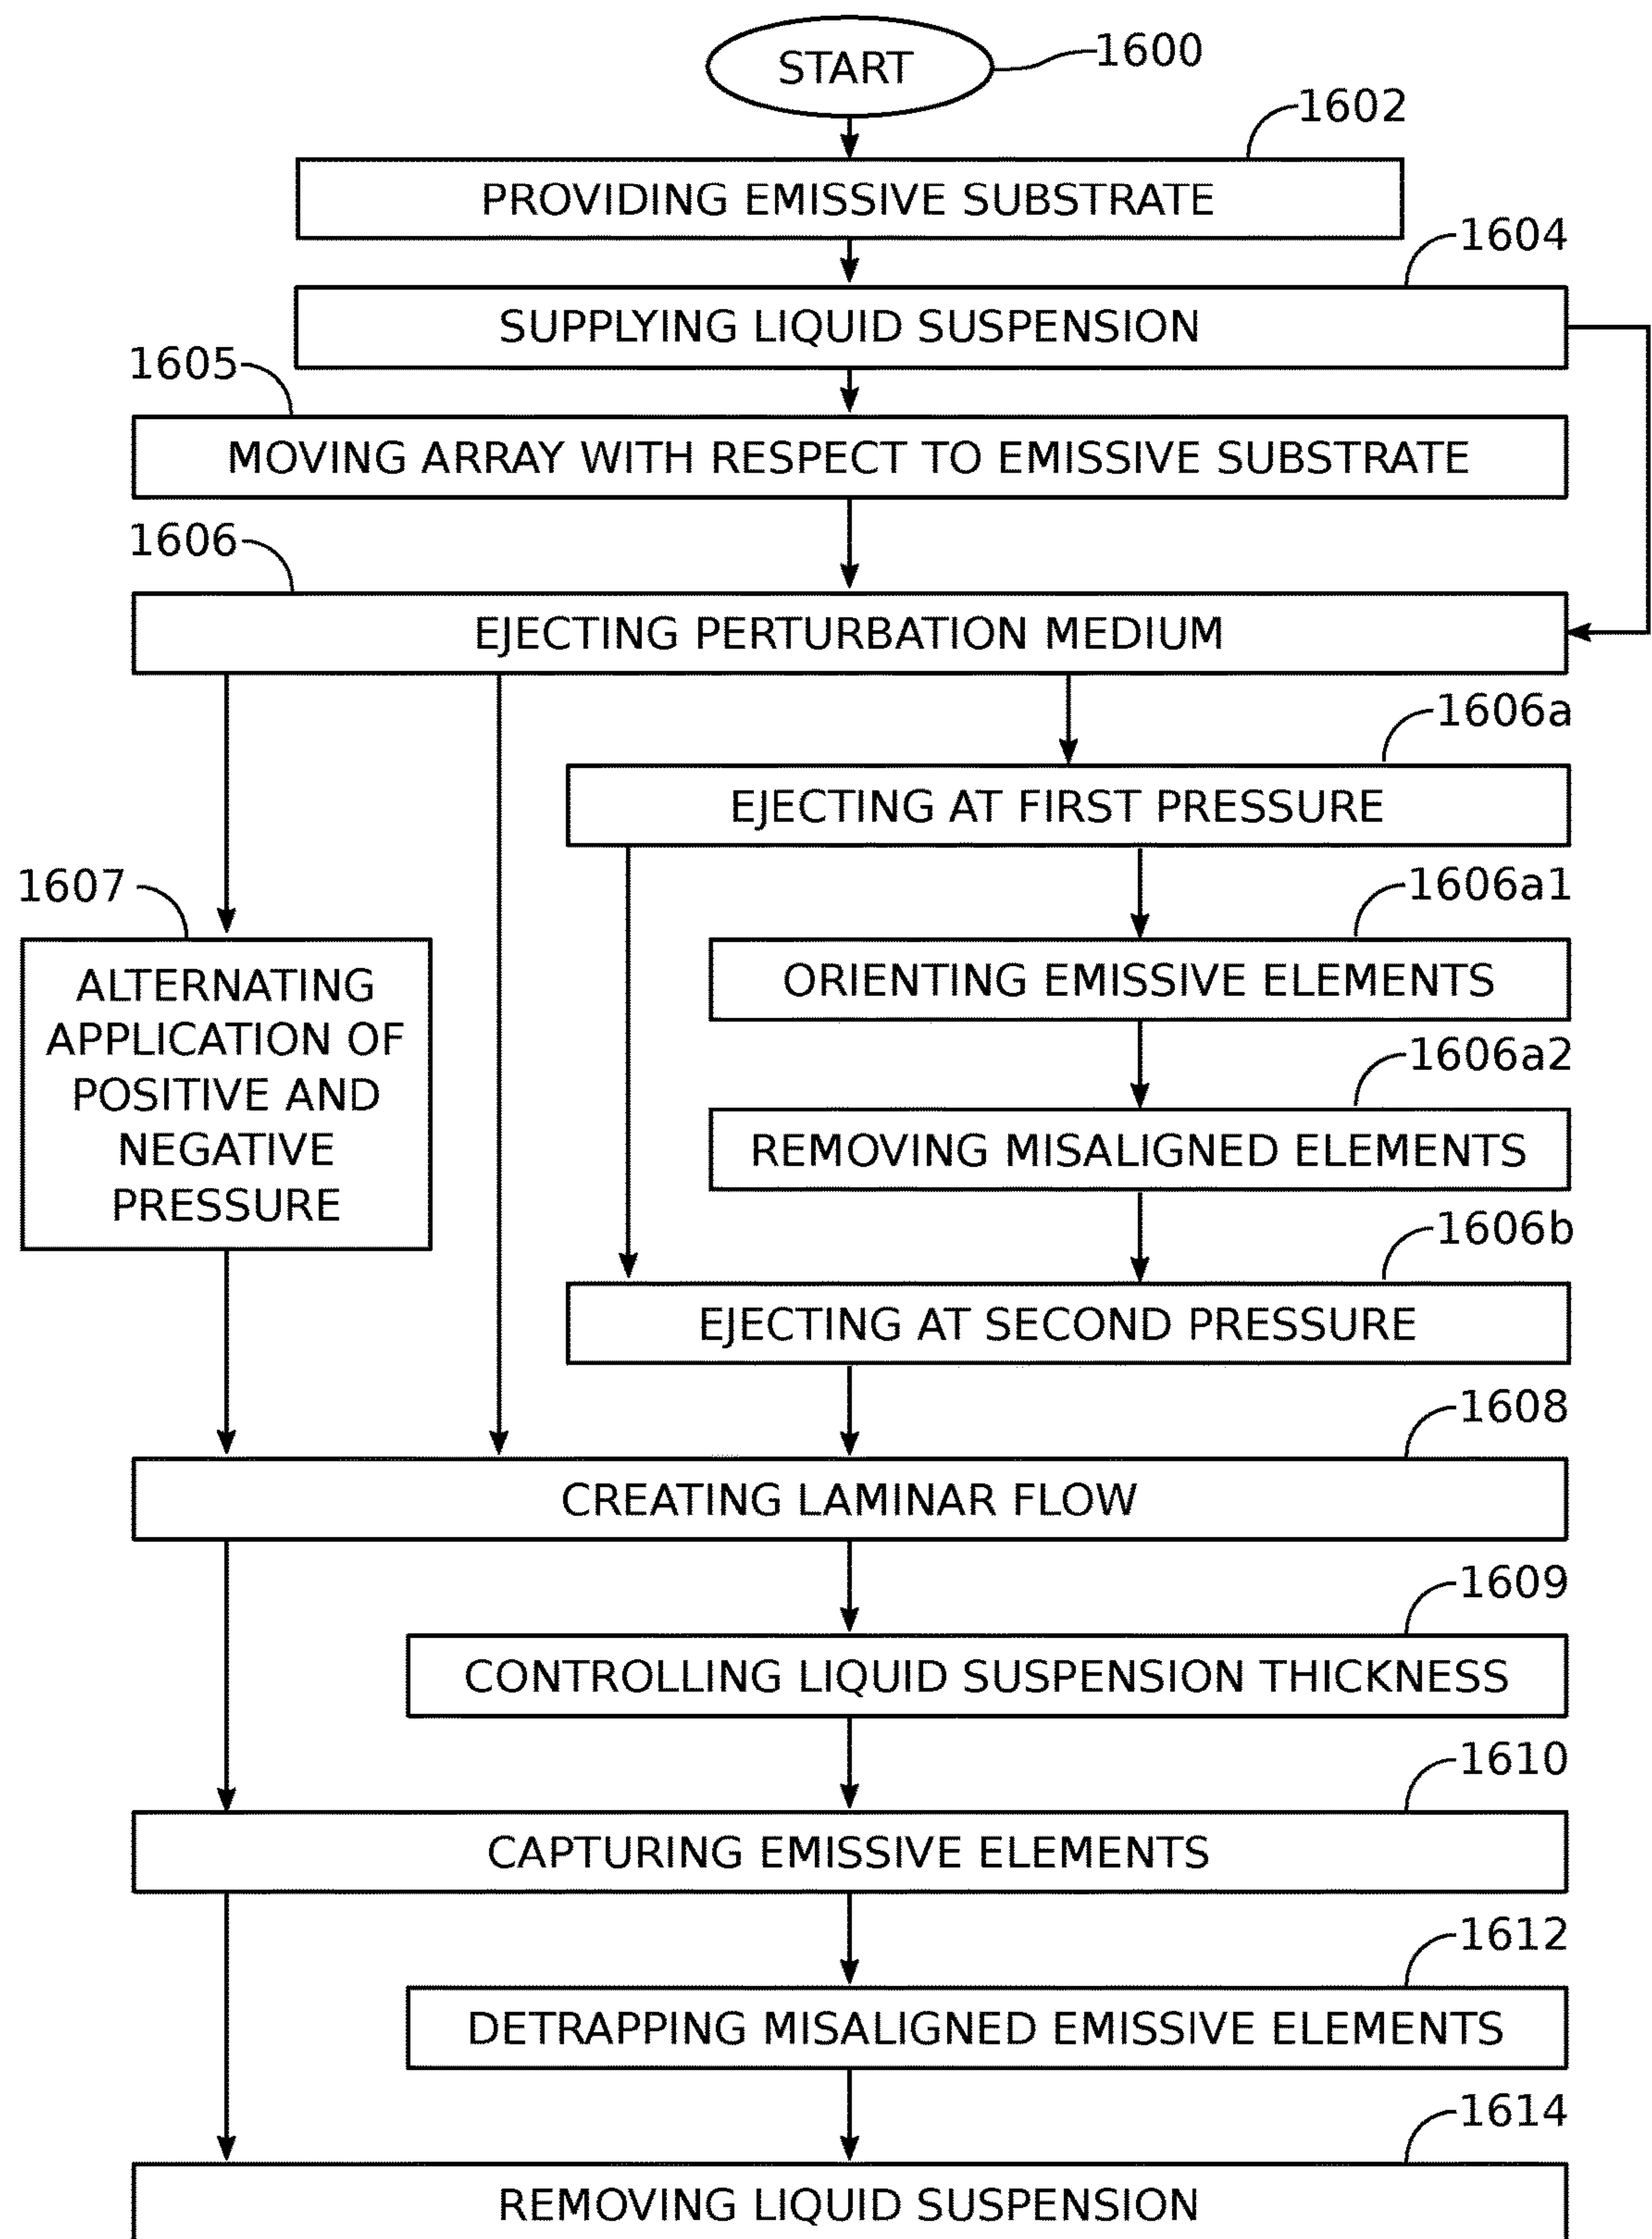 START
1600
1602
PROVIDING EMISSIVE SUBSTRATE
1604
SUPPLYING LIQUID SUSPENSION
1605
MOVING ARRAY WITH RESPECT TO EMISSIVE SUBSTRATE
1606
EJECTING PERTURBATION MEDIUM
1606a
EJECTING AT FIRST PRESSURE
1607
ALTERNATING
APPLICATION OF
POSITIVE AND
NEGATIVE
PRESSURE
1606a1
ORIENTING EMISSIVE ELEMENTS
1606a2
REMOVING MISALIGNED ELEMENTS
1606b
EJECTING AT SECOND PRESSURE
1608
CREATING LAMINAR FLOW
1609
CONTROLLING LIQUID SUSPENSION THICKNESS
1610
CAPTURING EMISSIVE ELEMENTS
1612
DETRAPPING MISALIGNED EMISSIVE ELEMENTS
1614
REMOVING LIQUID SUSPENSION